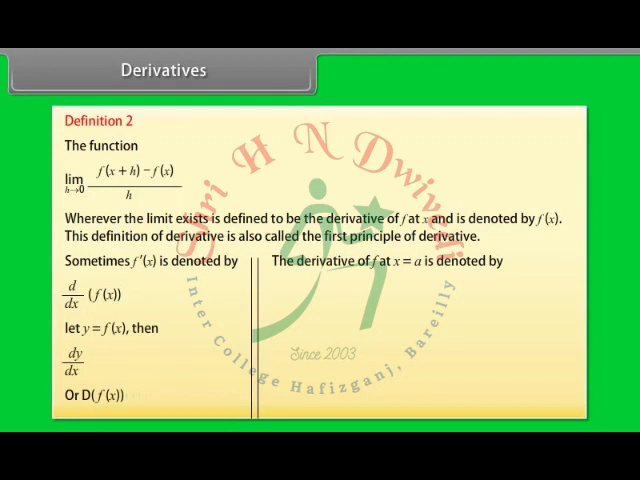 Derivatives
Definition 2
The function
lim h→0 f(x + h) – f(x) / h
Wherever the limit exists is defined to be the derivative of f at x and is denoted by f(x).
This definition of derivative is also called the first principle of derivative.
Sometimes f′(x) is denoted by
d/dx (f(x))
let y = f(x), then
dy/dx
Or D(f(x))
The derivative of f at x = a is denoted by
Shri H N Dwivedi
Inter College Hafizganj, Bareilly
Since 2003